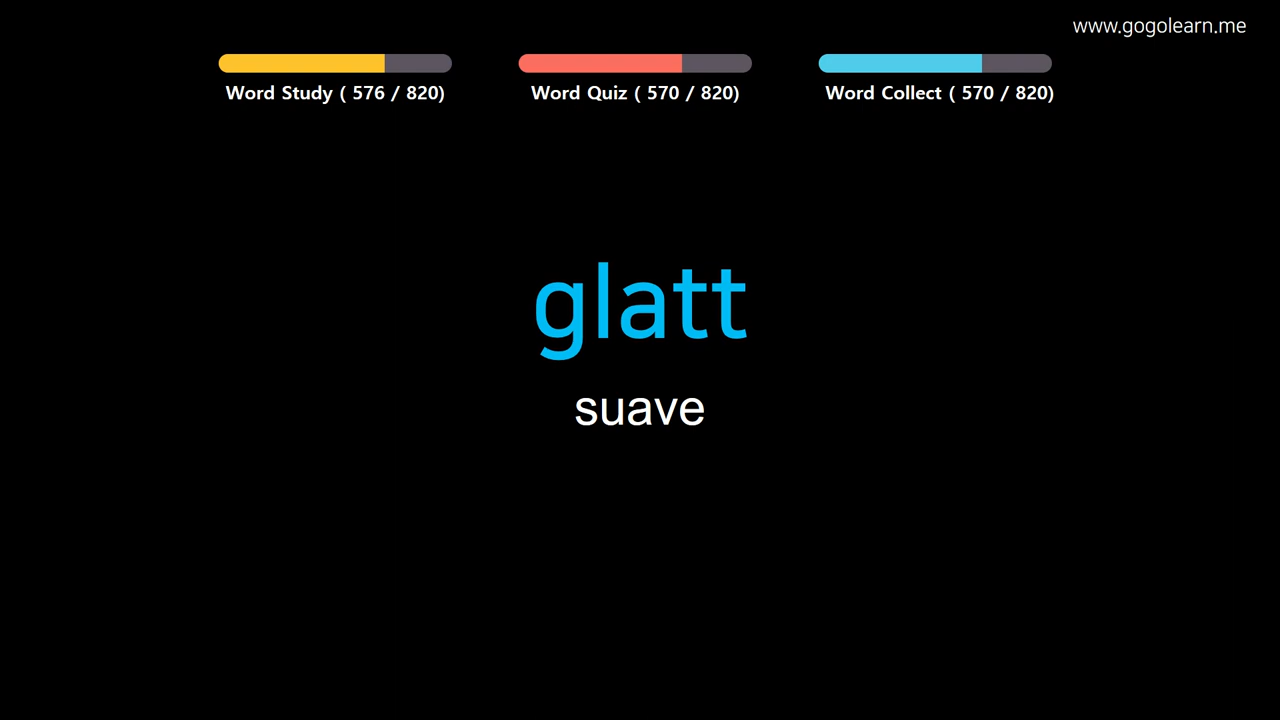 www.gogolearn.me
Word Study ( 576 / 820)
Word Quiz ( 570 / 820)
Word Collect ( 570 / 820)
glatt
suave